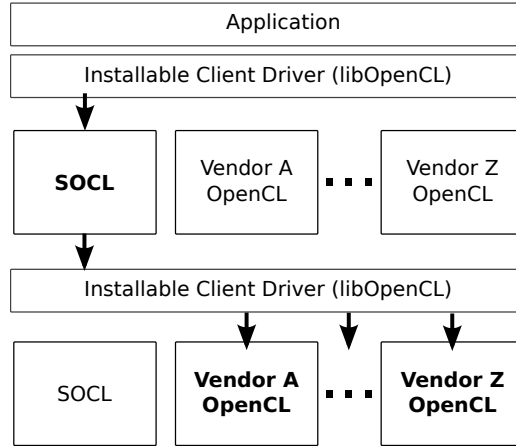 Application
Installable Client Driver (libOpenCL)
SOCL
Vendor A
OpenCL
Vendor Z
OpenCL
Installable Client Driver (libOpenCL)
SOCL
Vendor A
OpenCL
Vendor Z
OpenCL